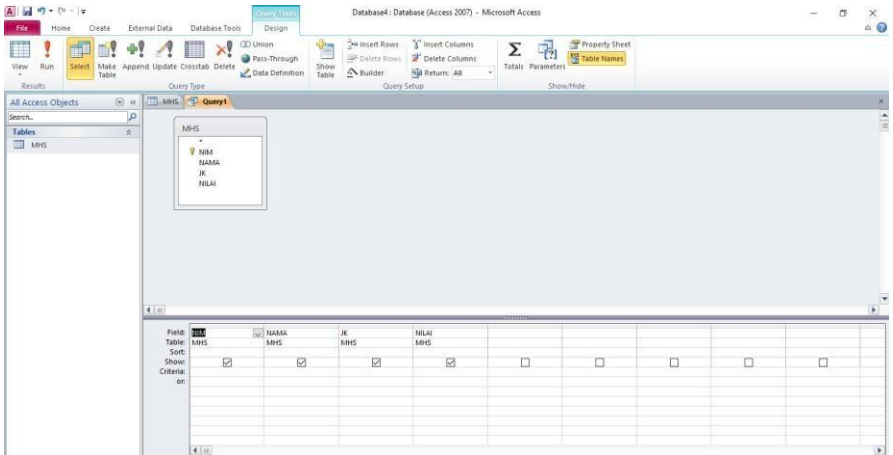 Query Tools
Database4 : Database (Access 2007) - Microsoft Access
File Home Create External Data Database Tools Design
View Run Select Make Table Append Update Crosstab Delete
Union
Pass-Through
Data Definition
Show Table
Insert Rows
Delete Rows
Builder
Insert Columns
Delete Columns
Return: All
Totals Parameters
Property Sheet
Table Names
Results Query Type Query Setup Show/Hide
All Access Objects
Search...
Tables
MHS
MHS Query1
MHS
*
NIM
NAMA
JK
NILAI
Field: NIM NAMA JK NILAI
Table: MHS MHS MHS MHS
Sort:
Show:
Criteria:
or: